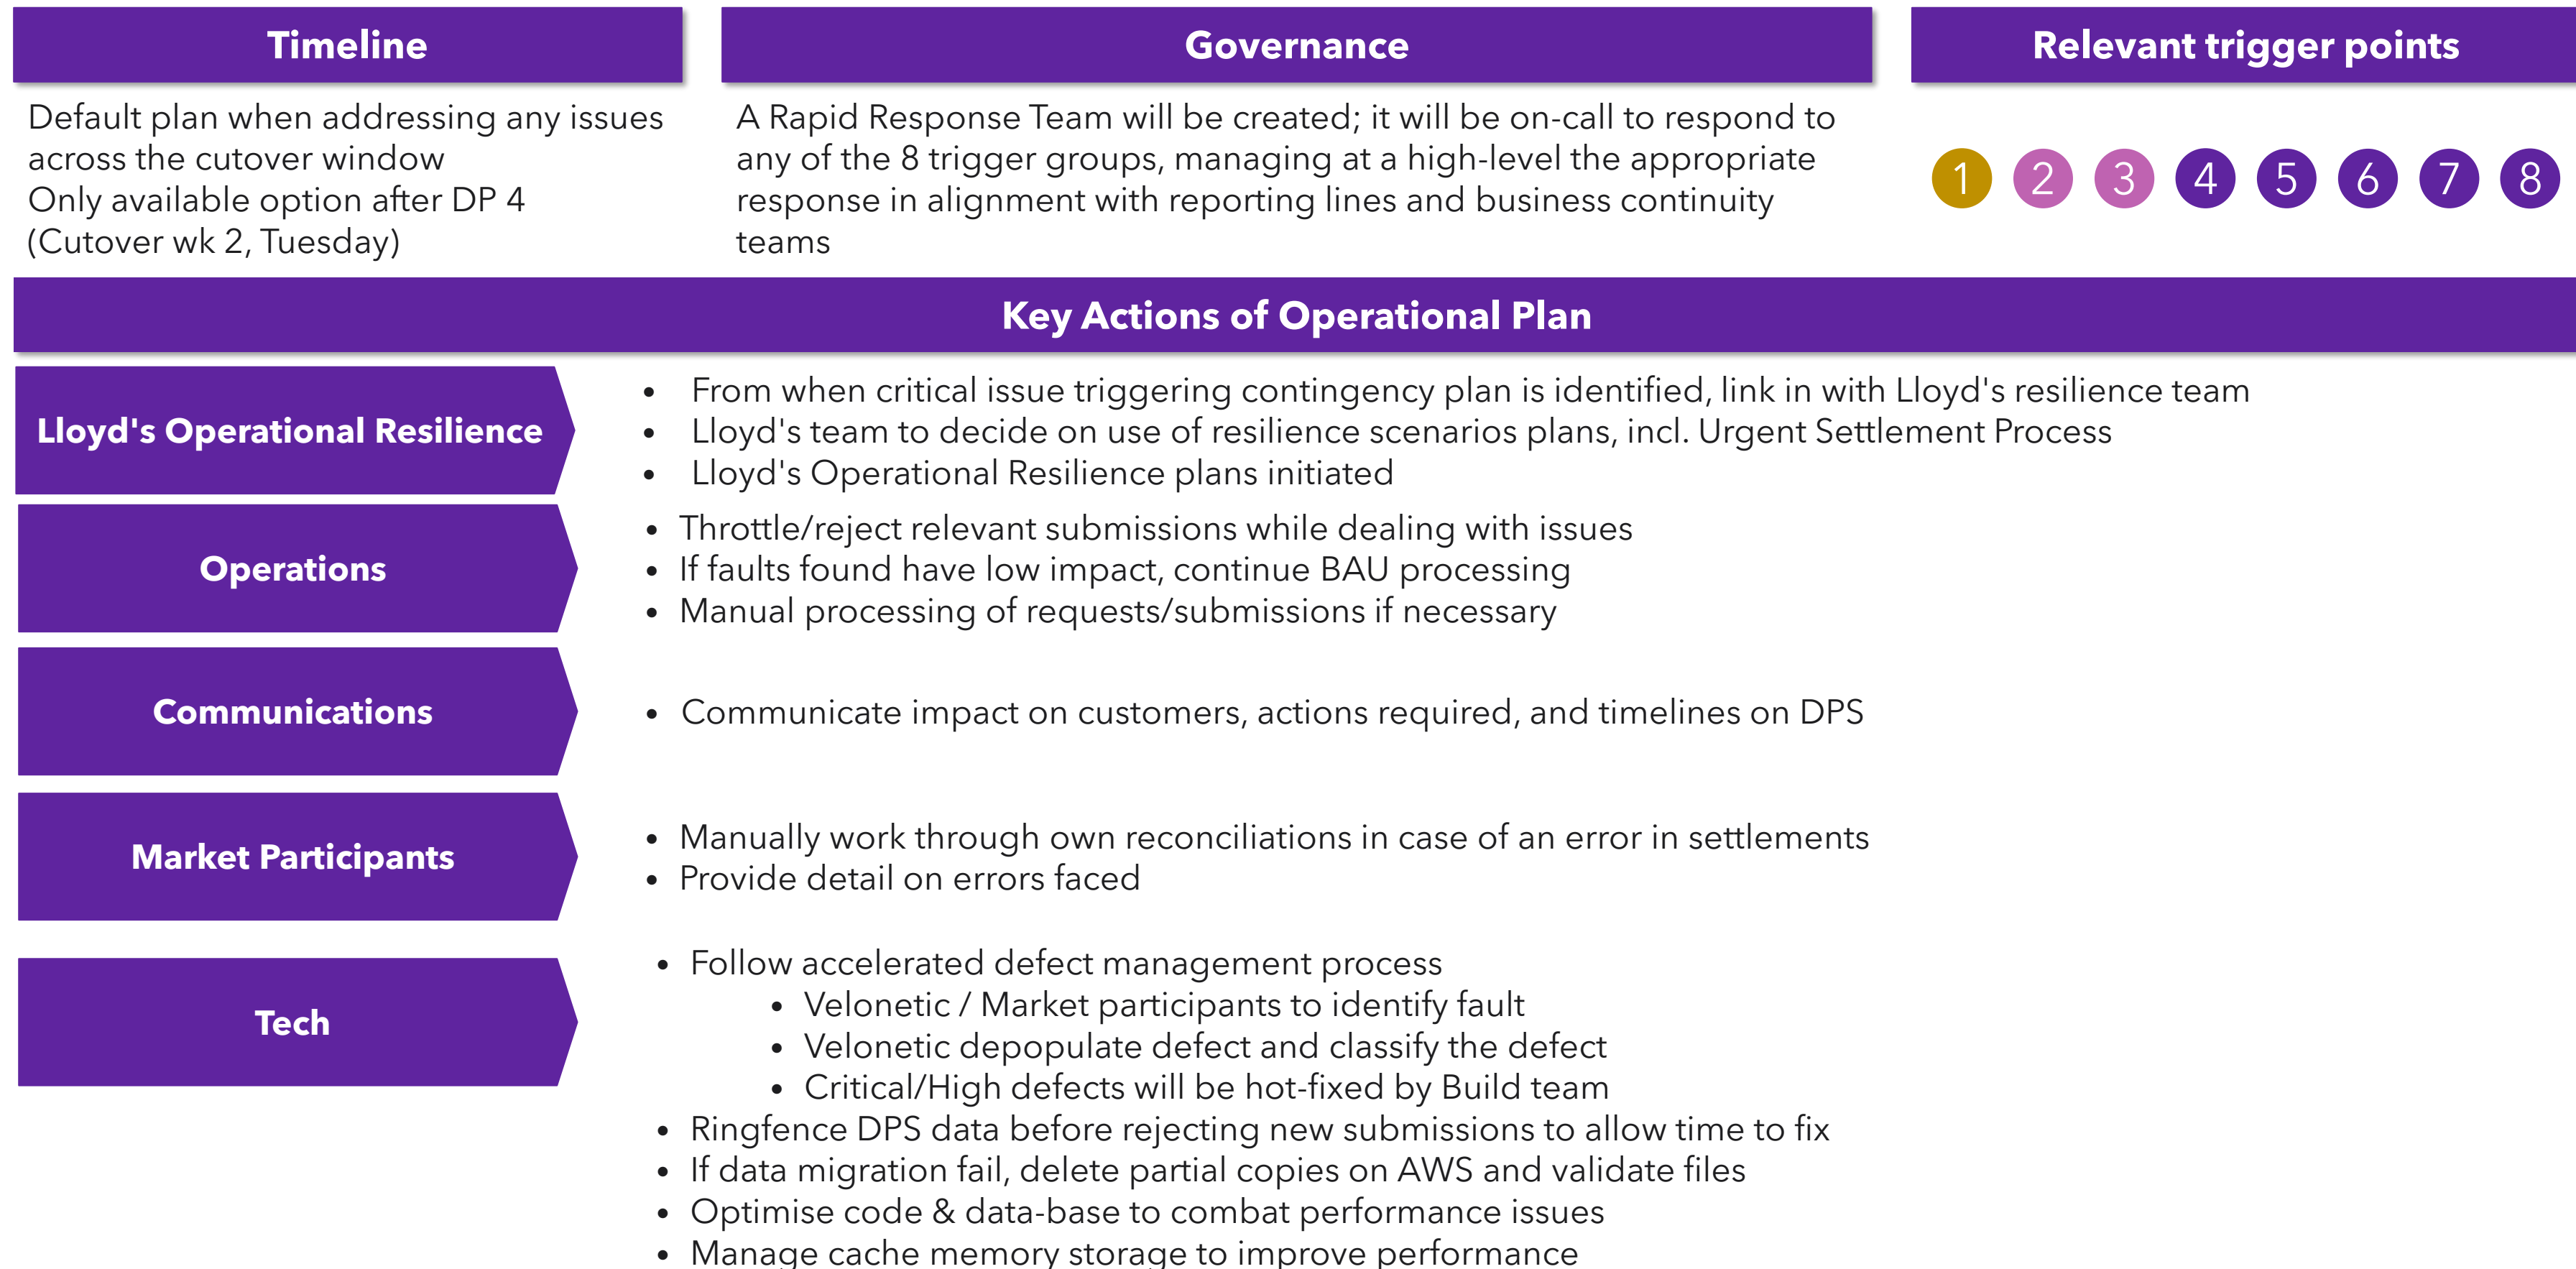 Timeline
Default plan when addressing any issues
across the cutover window
Only available option after DP 4
(Cutover wk 2, Tuesday)
Governance
A Rapid Response Team will be created; it will be on-call to respond to
any of the 8 trigger groups, managing at a high-level the appropriate
response in alignment with reporting lines and business continuity
teams
Relevant trigger points
1 2 3 4 5 6 7 8
Key Actions of Operational Plan
Lloyd's Operational Resilience
• From when critical issue triggering contingency plan is identified, link in with Lloyd's resilience team
• Lloyd's team to decide on use of resilience scenarios plans, incl. Urgent Settlement Process
• Lloyd's Operational Resilience plans initiated
Operations
• Throttle/reject relevant submissions while dealing with issues
• If faults found have low impact, continue BAU processing
• Manual processing of requests/submissions if necessary
Communications
• Communicate impact on customers, actions required, and timelines on DPS
Market Participants
• Manually work through own reconciliations in case of an error in settlements
• Provide detail on errors faced
Tech
• Follow accelerated defect management process
• Velonetic / Market participants to identify fault
• Velonetic depopulate defect and classify the defect
• Critical/High defects will be hot-fixed by Build team
• Ringfence DPS data before rejecting new submissions to allow time to fix
• If data migration fail, delete partial copies on AWS and validate files
• Optimise code & data-base to combat performance issues
• Manage cache memory storage to improve performance